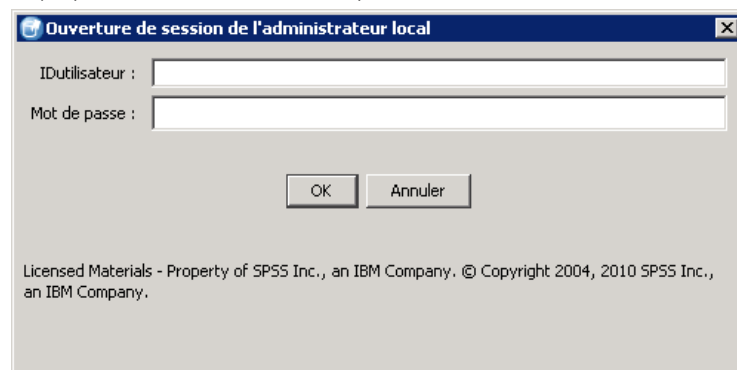 Ouverture de session de l'administrateur local
IDutilisateur :
Mot de passe :
OK Annuler
Licensed Materials - Property of SPSS Inc., an IBM Company. © Copyright 2004, 2010 SPSS Inc.,
an IBM Company.